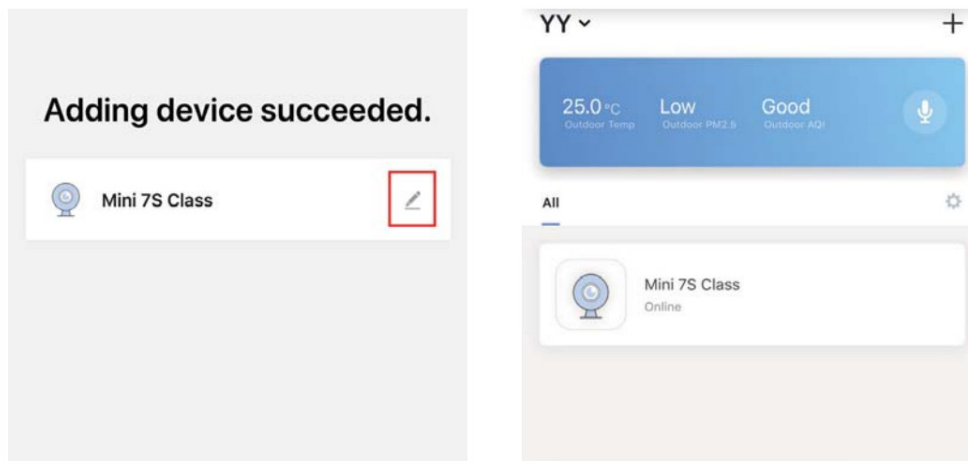 Adding device succeeded.
Mini 7S Class
YY
25.0 °C
Outdoor Temp
Low
Outdoor PM2.5
Good
Outdoor AQI
All
Mini 7S Class
Online